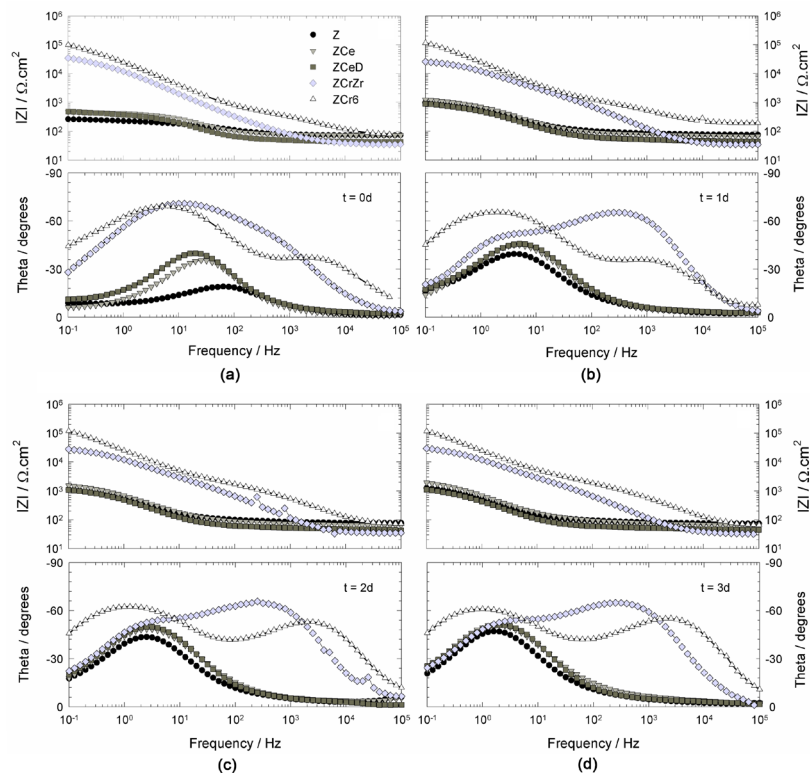 10⁶
10⁵
10⁴
10³
10²
10¹
|Z| / Ω.cm²
Z
ZCe
ZCeD
ZCrZr
ZCr6
-90
-60
-30
0
Theta / degrees
t = 0d
10⁻¹ 10⁰ 10¹ 10² 10³ 10⁴ 10⁵
Frequency / Hz
(a)
10⁶
10⁵
10⁴
10³
10²
10¹
|Z| / Ω.cm²
-90
-60
-30
0
Theta / degrees
t = 1d
10⁻¹ 10⁰ 10¹ 10² 10³ 10⁴ 10⁵
Frequency / Hz
(b)
10⁶
10⁵
10⁴
10³
10²
10¹
|Z| / Ω.cm²
-90
-60
-30
0
Theta / degrees
t = 2d
10⁻¹ 10⁰ 10¹ 10² 10³ 10⁴ 10⁵
Frequency / Hz
(c)
10⁶
10⁵
10⁴
10³
10²
10¹
|Z| / Ω.cm²
-90
-60
-30
0
Theta / degrees
t = 3d
10⁻¹ 10⁰ 10¹ 10² 10³ 10⁴ 10⁵
Frequency / Hz
(d)